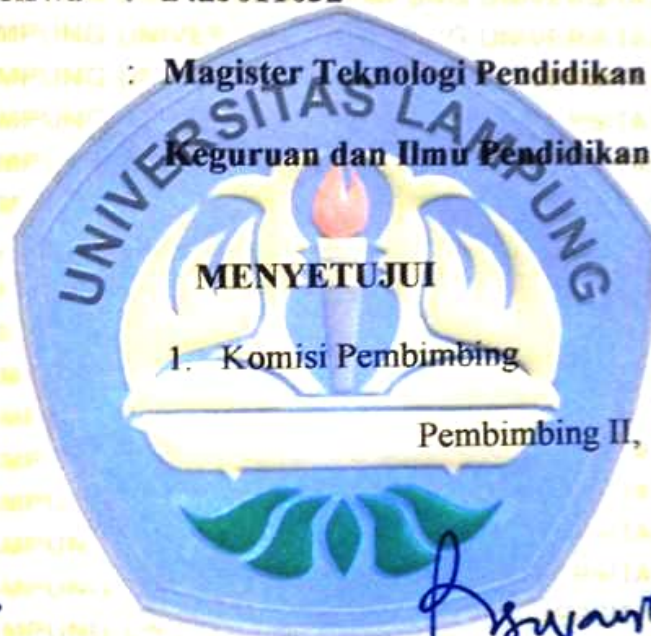 : Magister Teknologi Pendidikan
Keguruan dan Ilmu Pendidikan
UNIVERSITAS LAMPUNG
MENYETUJUI
1. Komisi Pembimbing
Pembimbing II,